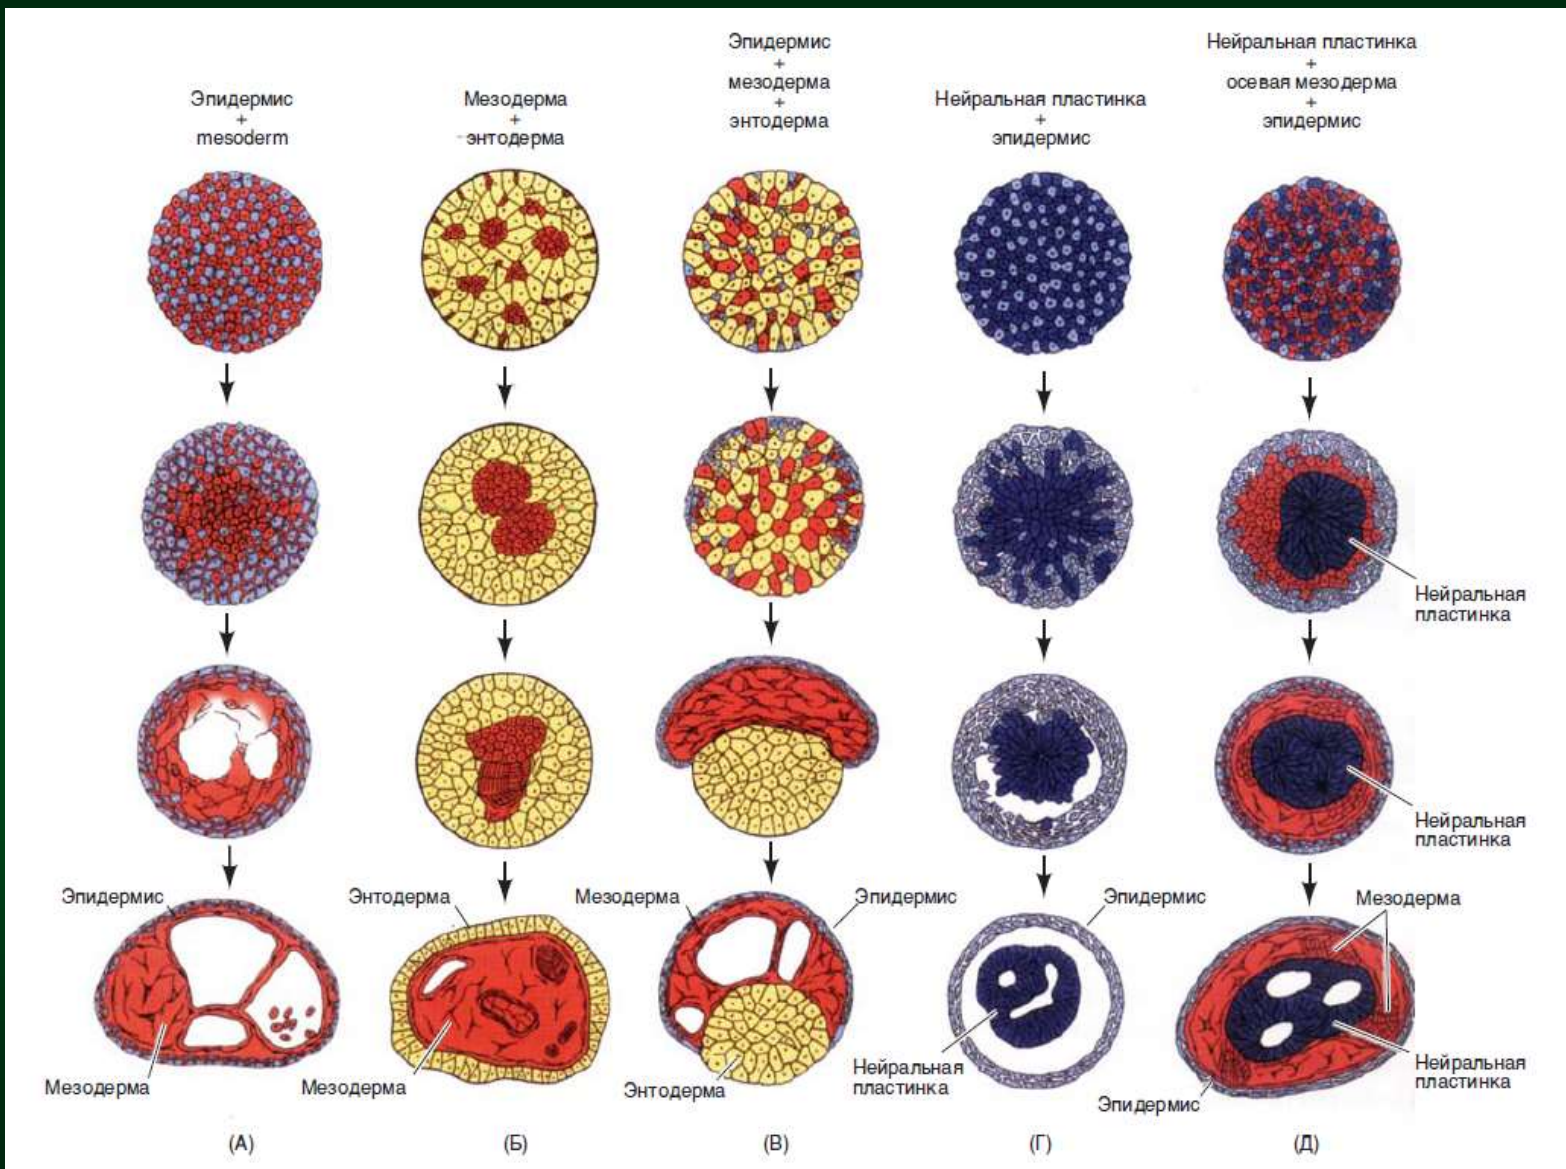 Эпидермис
+
mesoderm
Мезодерма
+
энтодерма
Эпидермис
+
мезодерма
+
энтодерма
Нейральная пластинка
+
эпидермис
Нейральная пластинка
+
осевая мезодерма
+
эпидермис
Нейральная
пластинка
Нейральная
пластинка
Эпидермис
Мезодерма
Энтодерма
Мезодерма
Мезодерма
Эпидермис
Энтодерма
Эпидермис
Нейральная
пластинка
Мезодерма
Нейральная
пластинка
Эпидермис
(А)
(Б)
(В)
(Г)
(Д)